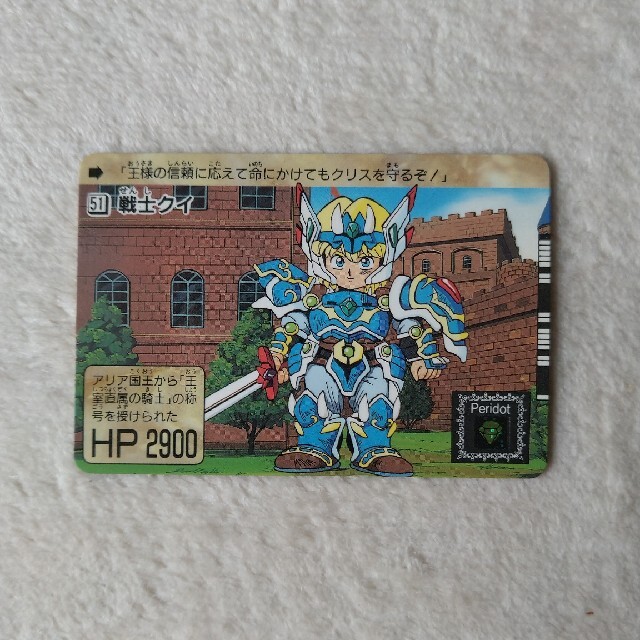 「王様の信頼に応えて命にかけてもクリスを守るぞ！」
51 戦士クイ
アリア国王から「王
室直属の騎士」の称
号を授けられた
HP 2900
Peridot